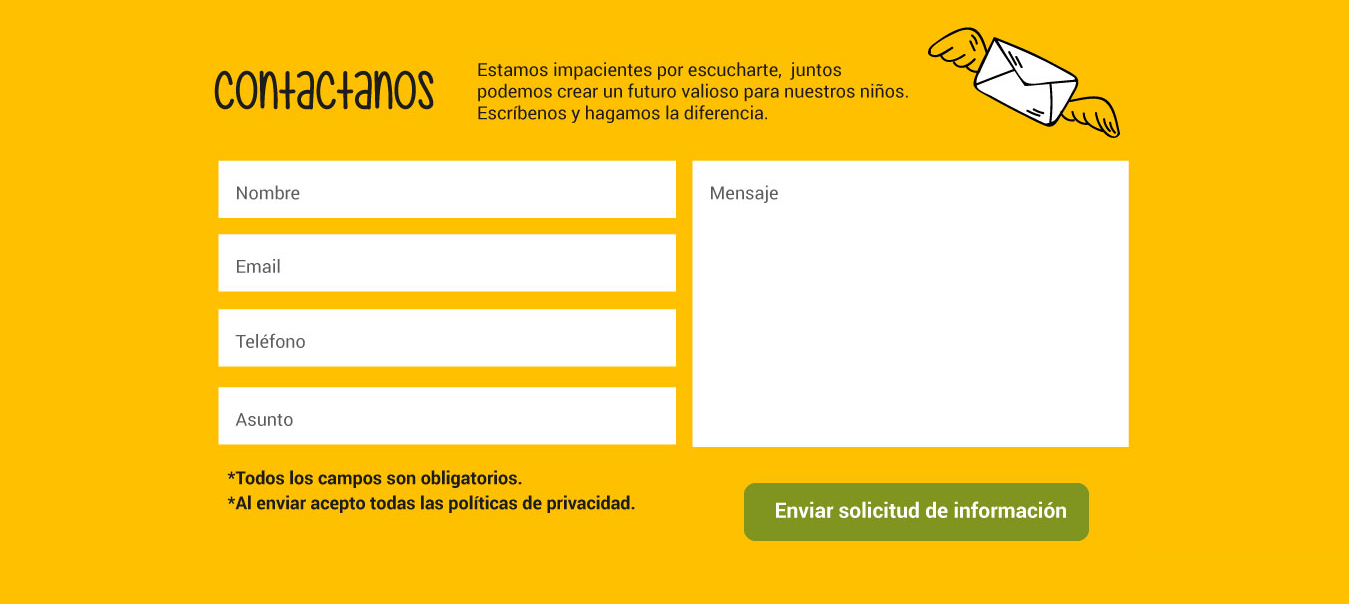 contactanos
Estamos impacientes por escucharte,  juntos
podemos crear un futuro valioso para nuestros niños.
Escríbenos y hagamos la diferencia.
Nombre
Email
Teléfono
Asunto
Mensaje
*Todos los campos son obligatorios.
*Al enviar acepto todas las políticas de privacidad.
Enviar solicitud de información